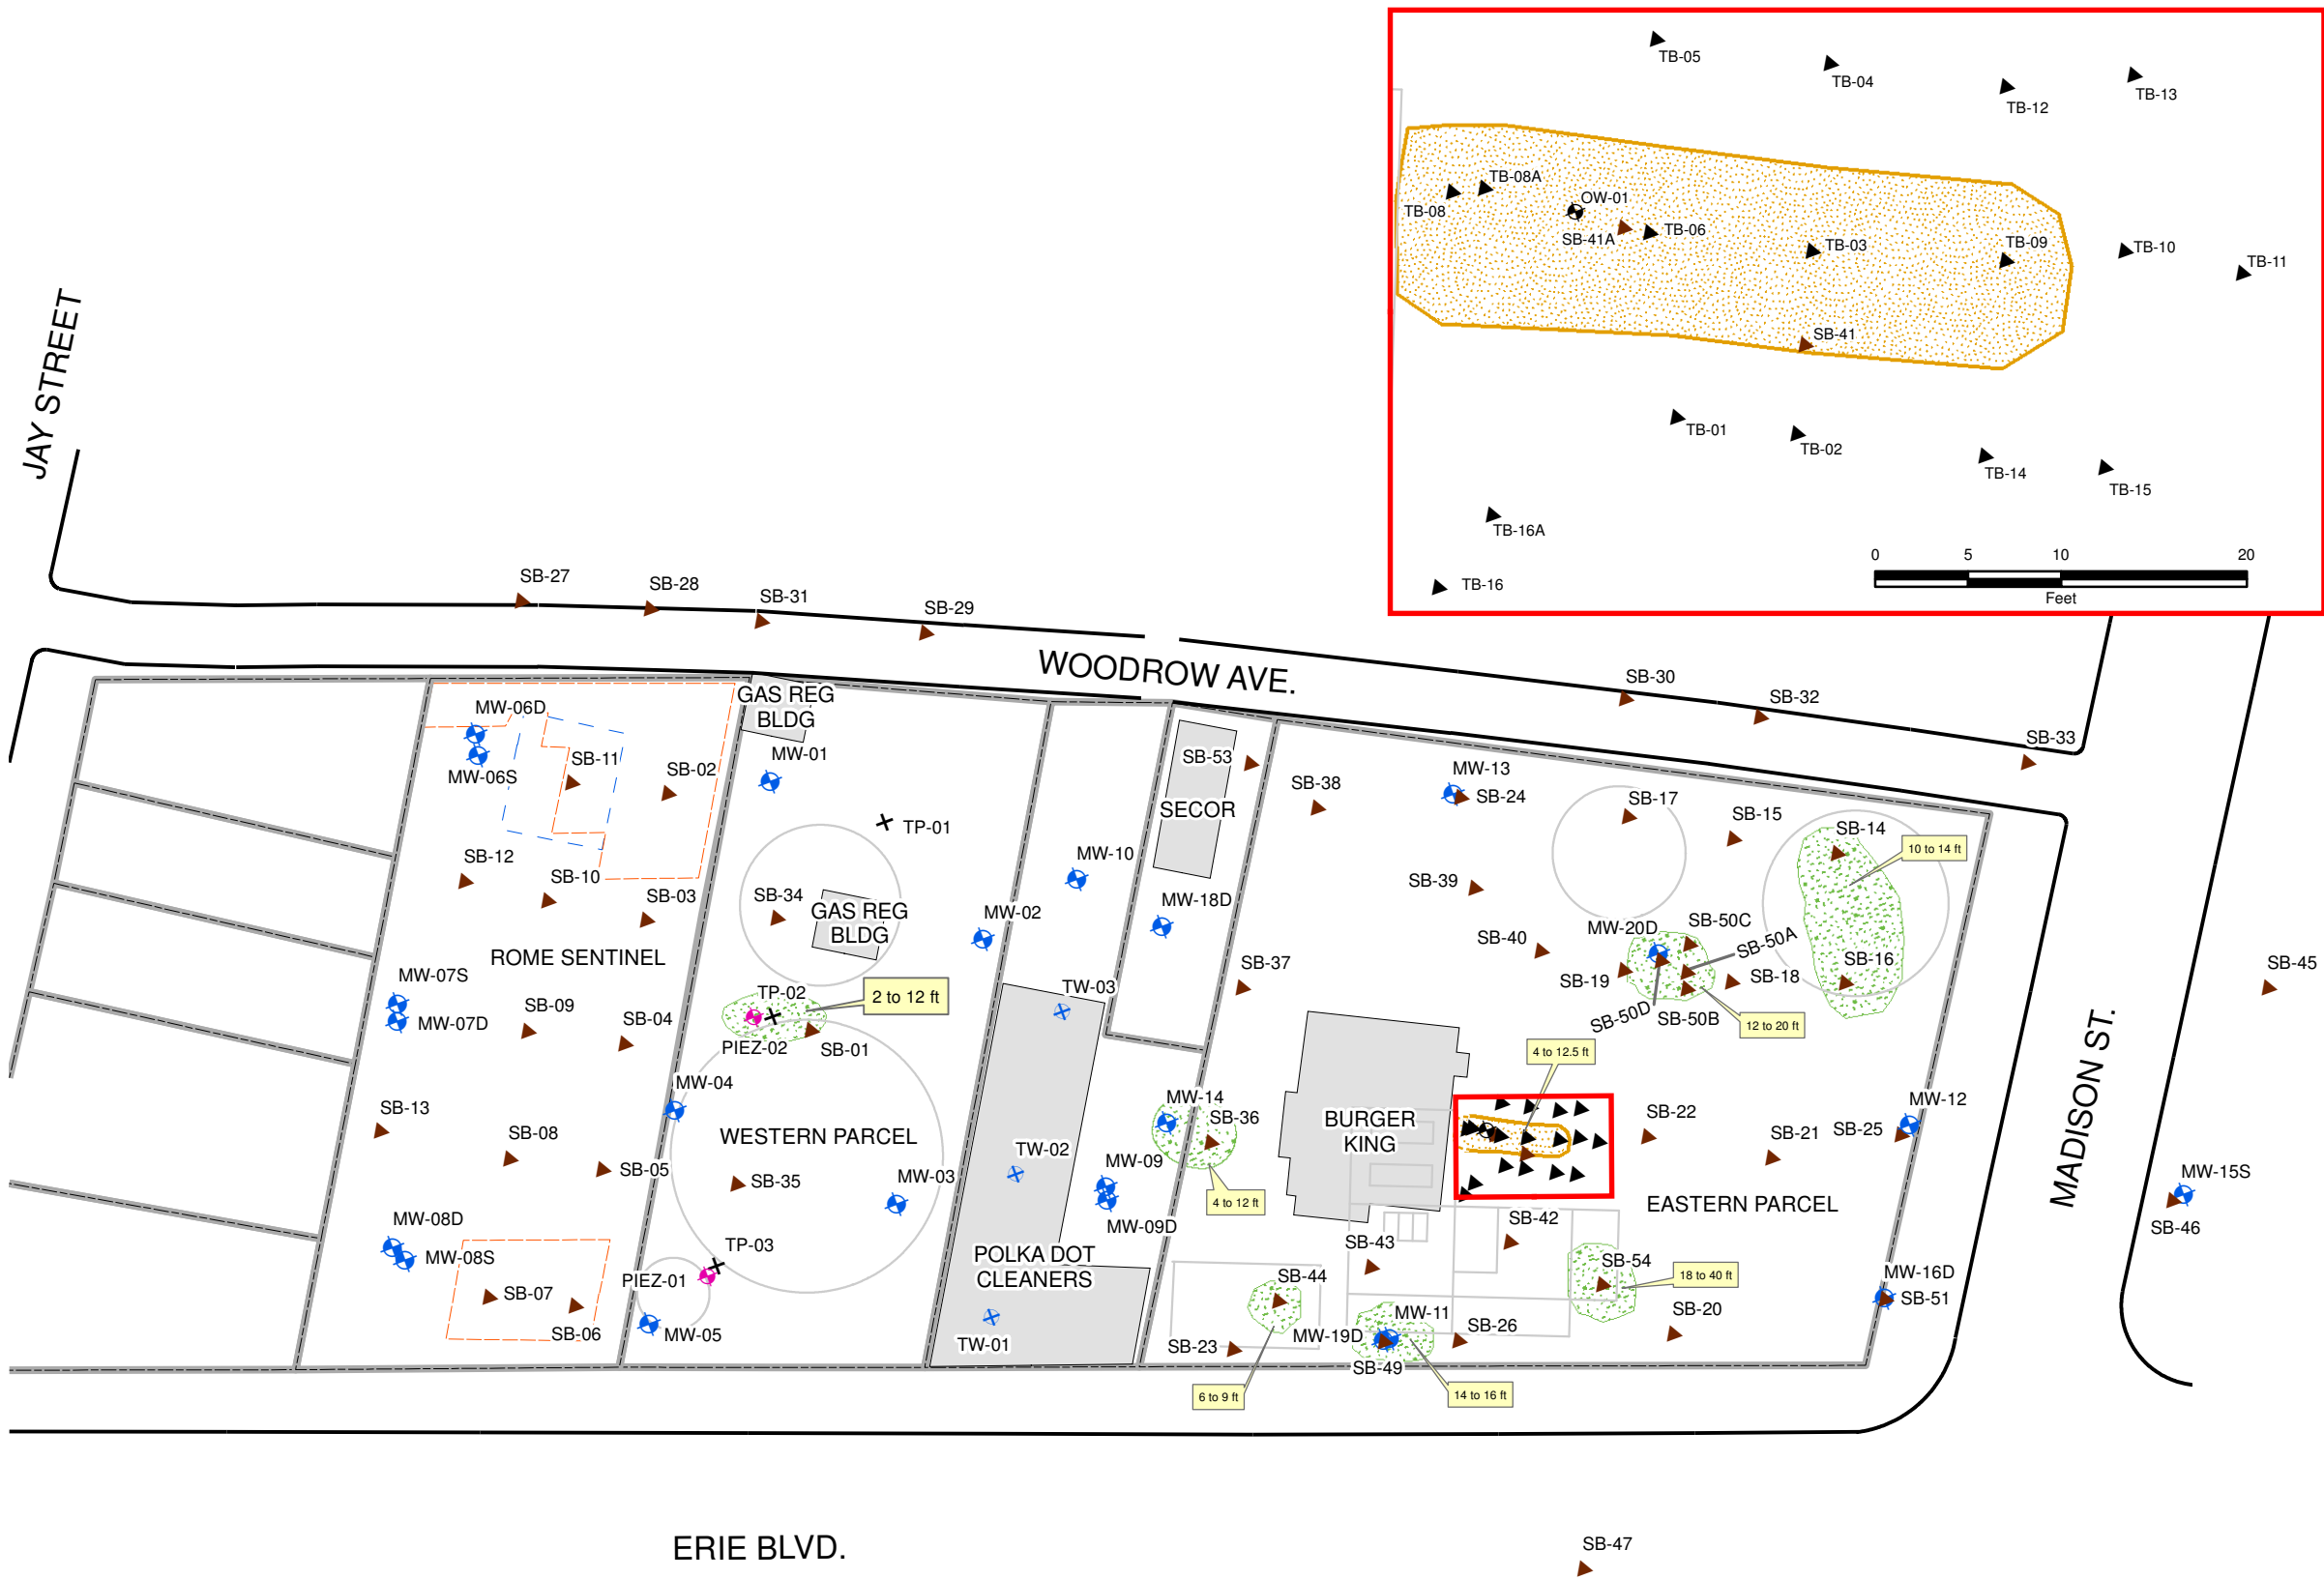 TB-05
TB-04
TB-12
TB-13
TB-08A
TB-08
OW-01
SB-41A
TB-06
TB-03
TB-09
TB-10
TB-11
SB-41
TB-01
TB-02
TB-14
TB-15
TB-16A
TB-16
0 5 10 20
Feet
JAY STREET
SB-27
SB-28
SB-31
SB-29
WOODROW AVE.
SB-30
SB-32
SB-33
GAS REG
BLDG
MW-06D
MW-06S
SB-11
SB-02
MW-01
TP-01
SB-53
SECOR
SB-38
MW-13
SB-24
SB-17
SB-15
SB-14
10 to 14 ft
SB-12
SB-10
SB-03
SB-34
GAS REG
BLDG
MW-10
MW-02
MW-18D
SB-39
SB-40
MW-20D
SB-50C
SB-50A
SB-19
SB-18
SB-16
SB-50D
SB-50B
12 to 20 ft
SB-37
SB-45
ROME SENTINEL
MW-07S
MW-07D
SB-09
SB-04
TP-02
2 to 12 ft
PIEZ-02
SB-01
TW-03
4 to 12.5 ft
MW-04
SB-13
SB-08
SB-05
WESTERN PARCEL
SB-35
MW-03
TW-02
MW-09
MW-09D
MW-14
SB-36
4 to 12 ft
BURGER
KING
SB-22
SB-21
SB-25
MW-12
MADISON ST.
MW-15S
SB-46
EASTERN PARCEL
MW-08D
MW-08S
SB-07
SB-06
TP-03
PIEZ-01
MW-05
POLKA DOT
CLEANERS
TW-01
SB-42
SB-43
SB-44
SB-54
18 to 40 ft
MW-16D
SB-51
SB-20
MW-11
MW-19D
SB-26
SB-23
SB-49
6 to 9 ft
14 to 16 ft
ERIE BLVD.
SB-47